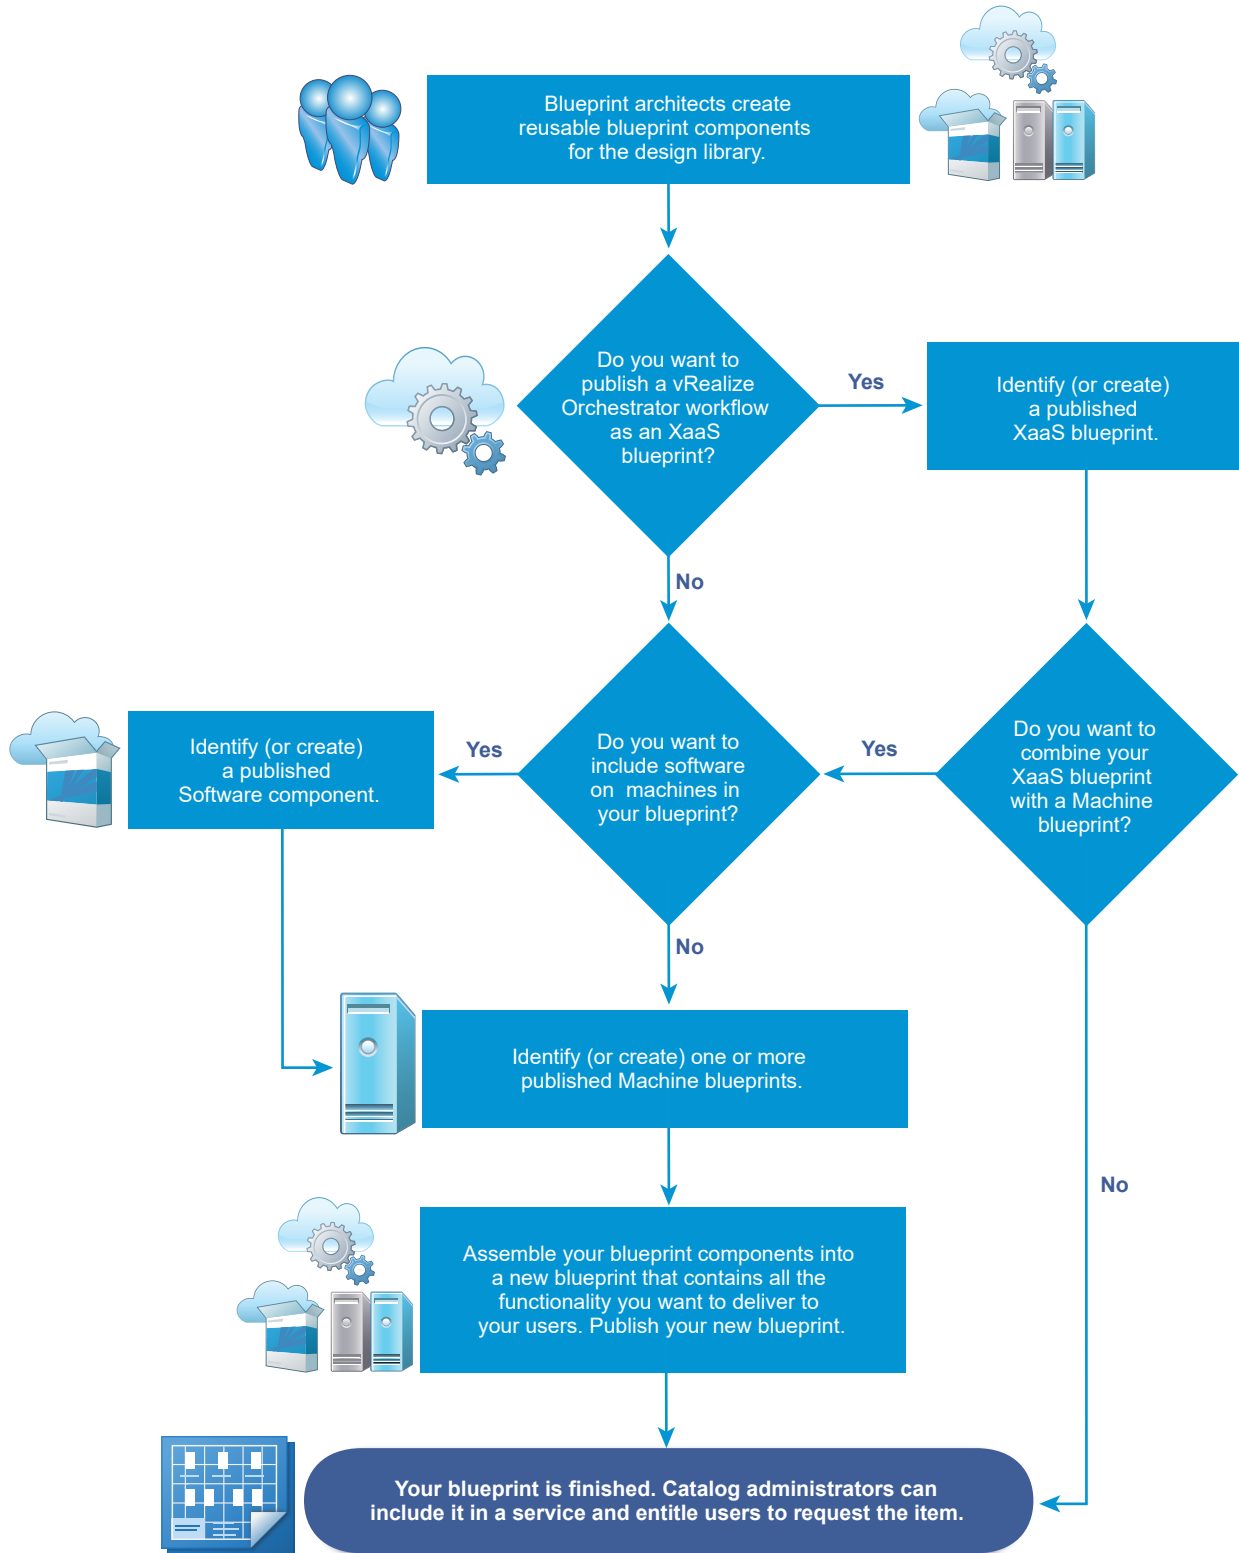 Blueprint architects create
reusable blueprint components
for the design library.
Do you want to
publish a vRealize
Orchestrator workflow
as an XaaS
blueprint?
Yes
Identify (or create)
a published
XaaS blueprint.
No
Identify (or create)
a published
Software component.
Yes
Do you want to
include software
on machines in
your blueprint?
Yes
Do you want to
combine your
XaaS blueprint
with a Machine
blueprint?
No
Identify (or create) one or more
published Machine blueprints.
No
Assemble your blueprint components into
a new blueprint that contains all the
functionality you want to deliver to
your users. Publish your new blueprint.
Your blueprint is finished. Catalog administrators can
include it in a service and entitle users to request the item.